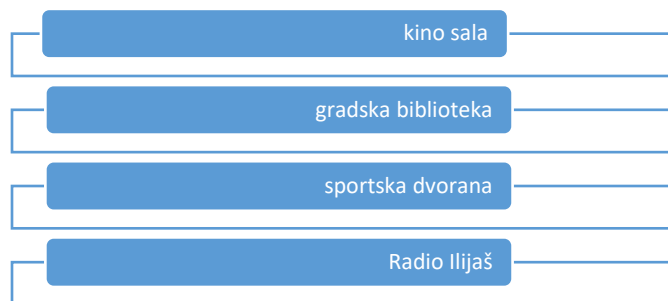 kino sala
gradska biblioteka
sportska dvorana
Radio Ilijaš